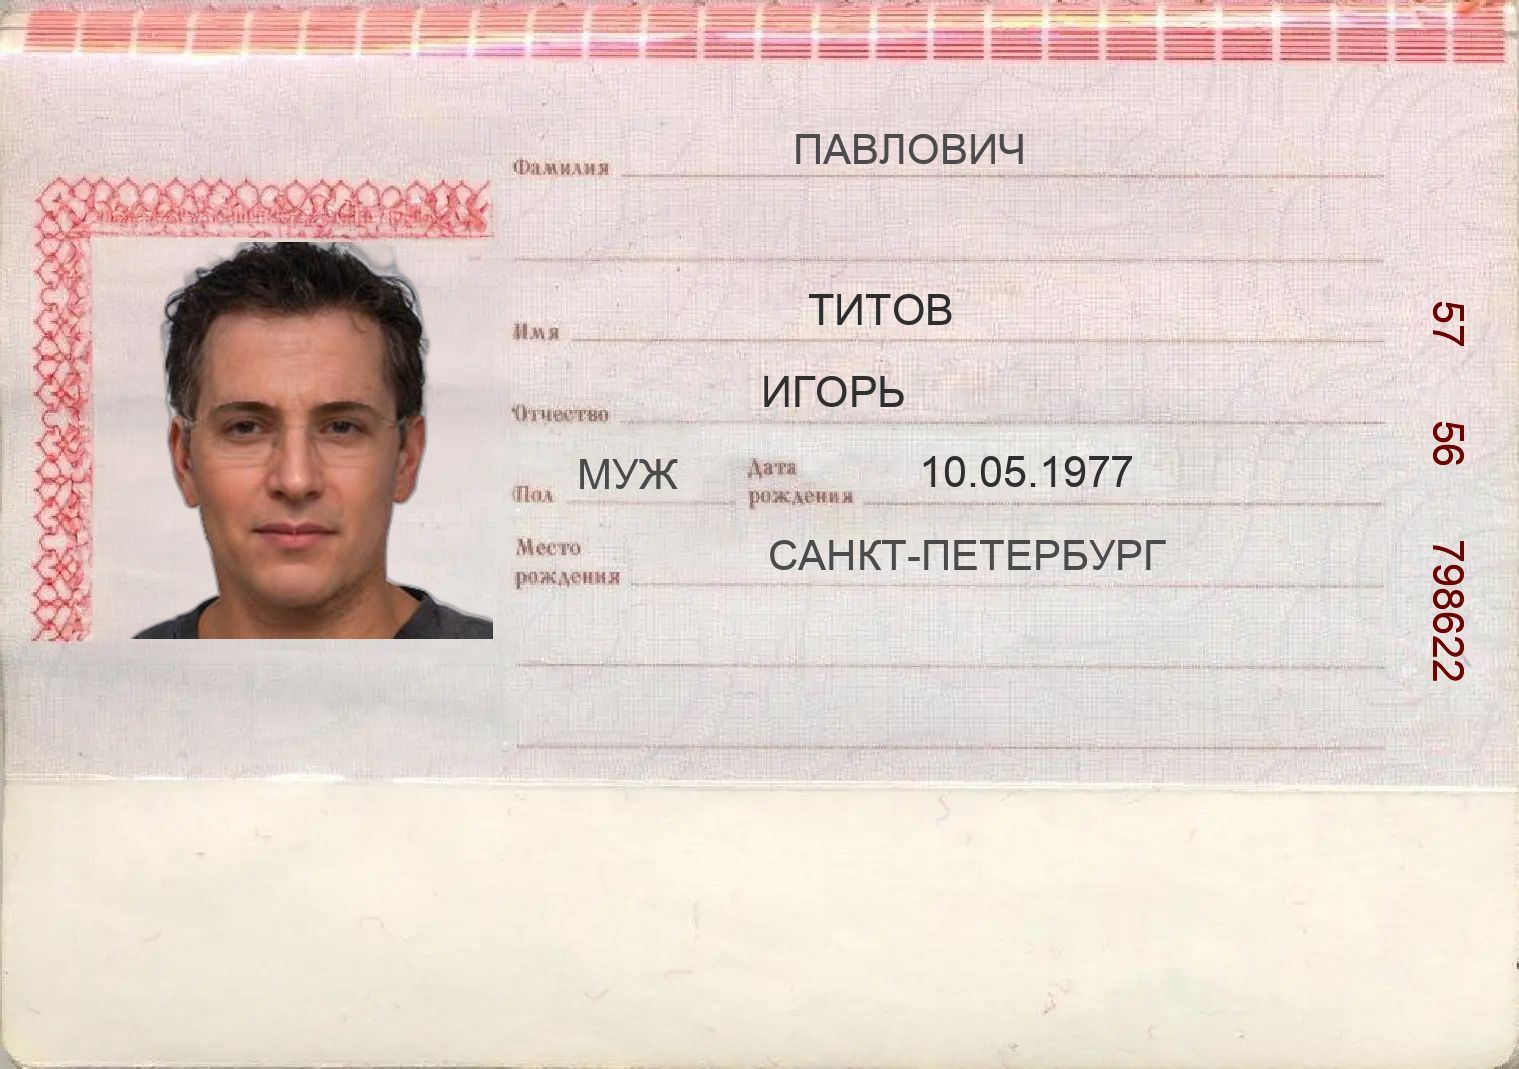 Фамилия ПАВЛОВИЧ
Имя ТИТОВ
Отчество ИГОРЬ
Пол МУЖ Дата рождения 10.05.1977
Место рождения САНКТ-ПЕТЕРБУРГ
57 56 798622